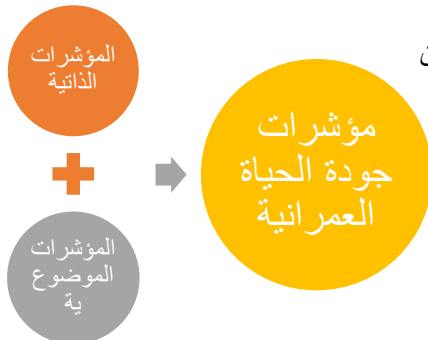 المؤشرات
الذاتية
مؤشرات
جودة الحياة
العمرانية
المؤشرات
الموضوع
ية